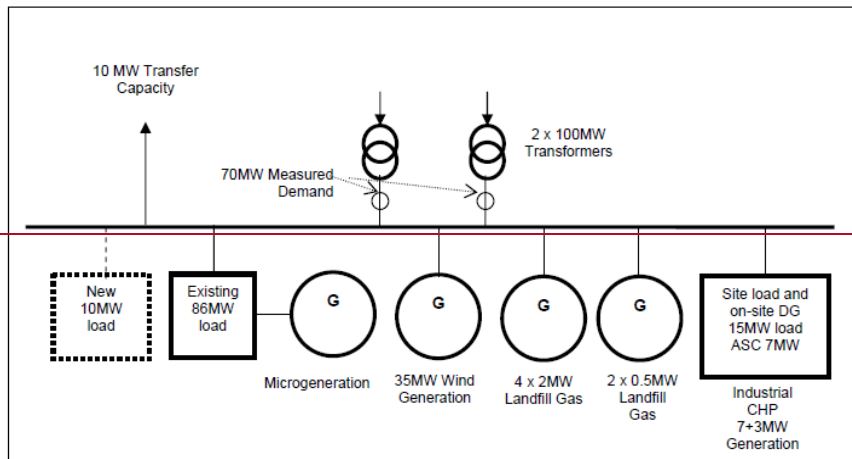 10 MW Transfer
Capacity
2 x 100MW
Transformers
70MW Measured
Demand
New
10MW
load
Existing
86MW
load
G
G
G
G
Site load and
on-site DG
15MW load
ASC 7MW
Microgeneration
35MW Wind
Generation
4 x 2MW
Landfill Gas
2 x 0.5MW
Landfill
Gas
Industrial
CHP
7+3MW
Generation